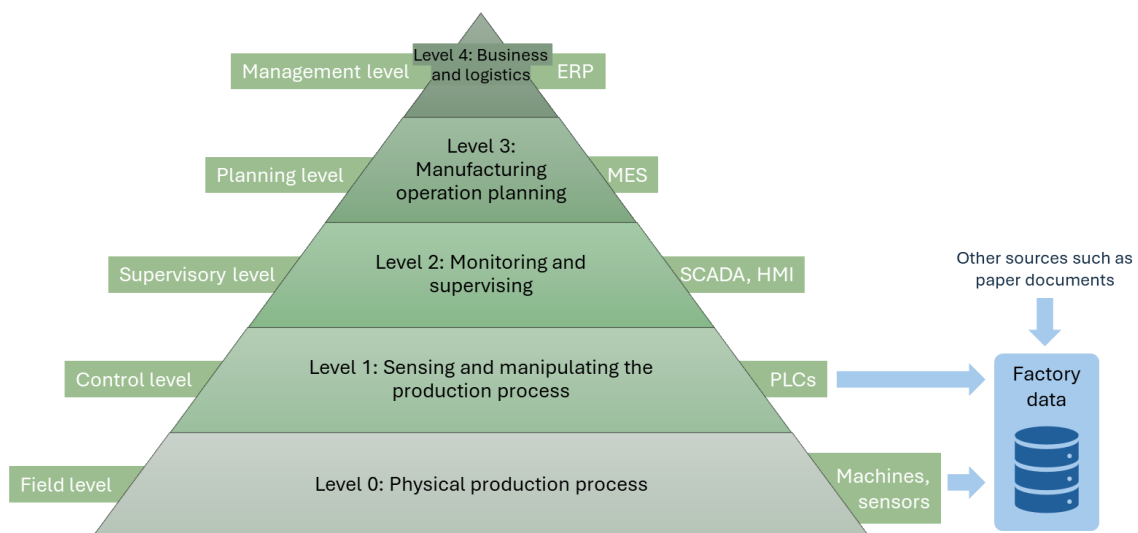 Level 4: Business
and logistics
Management level
ERP
Level 3:
Manufacturing
operation planning
Planning level
MES
Level 2: Monitoring and
supervising
Supervisory level
SCADA, HMI
Other sources such as
paper documents
Level 1: Sensing and manipulating the
production process
Control level
PLCs
Factory
data
Level 0: Physical production process
Field level
Machines,
sensors